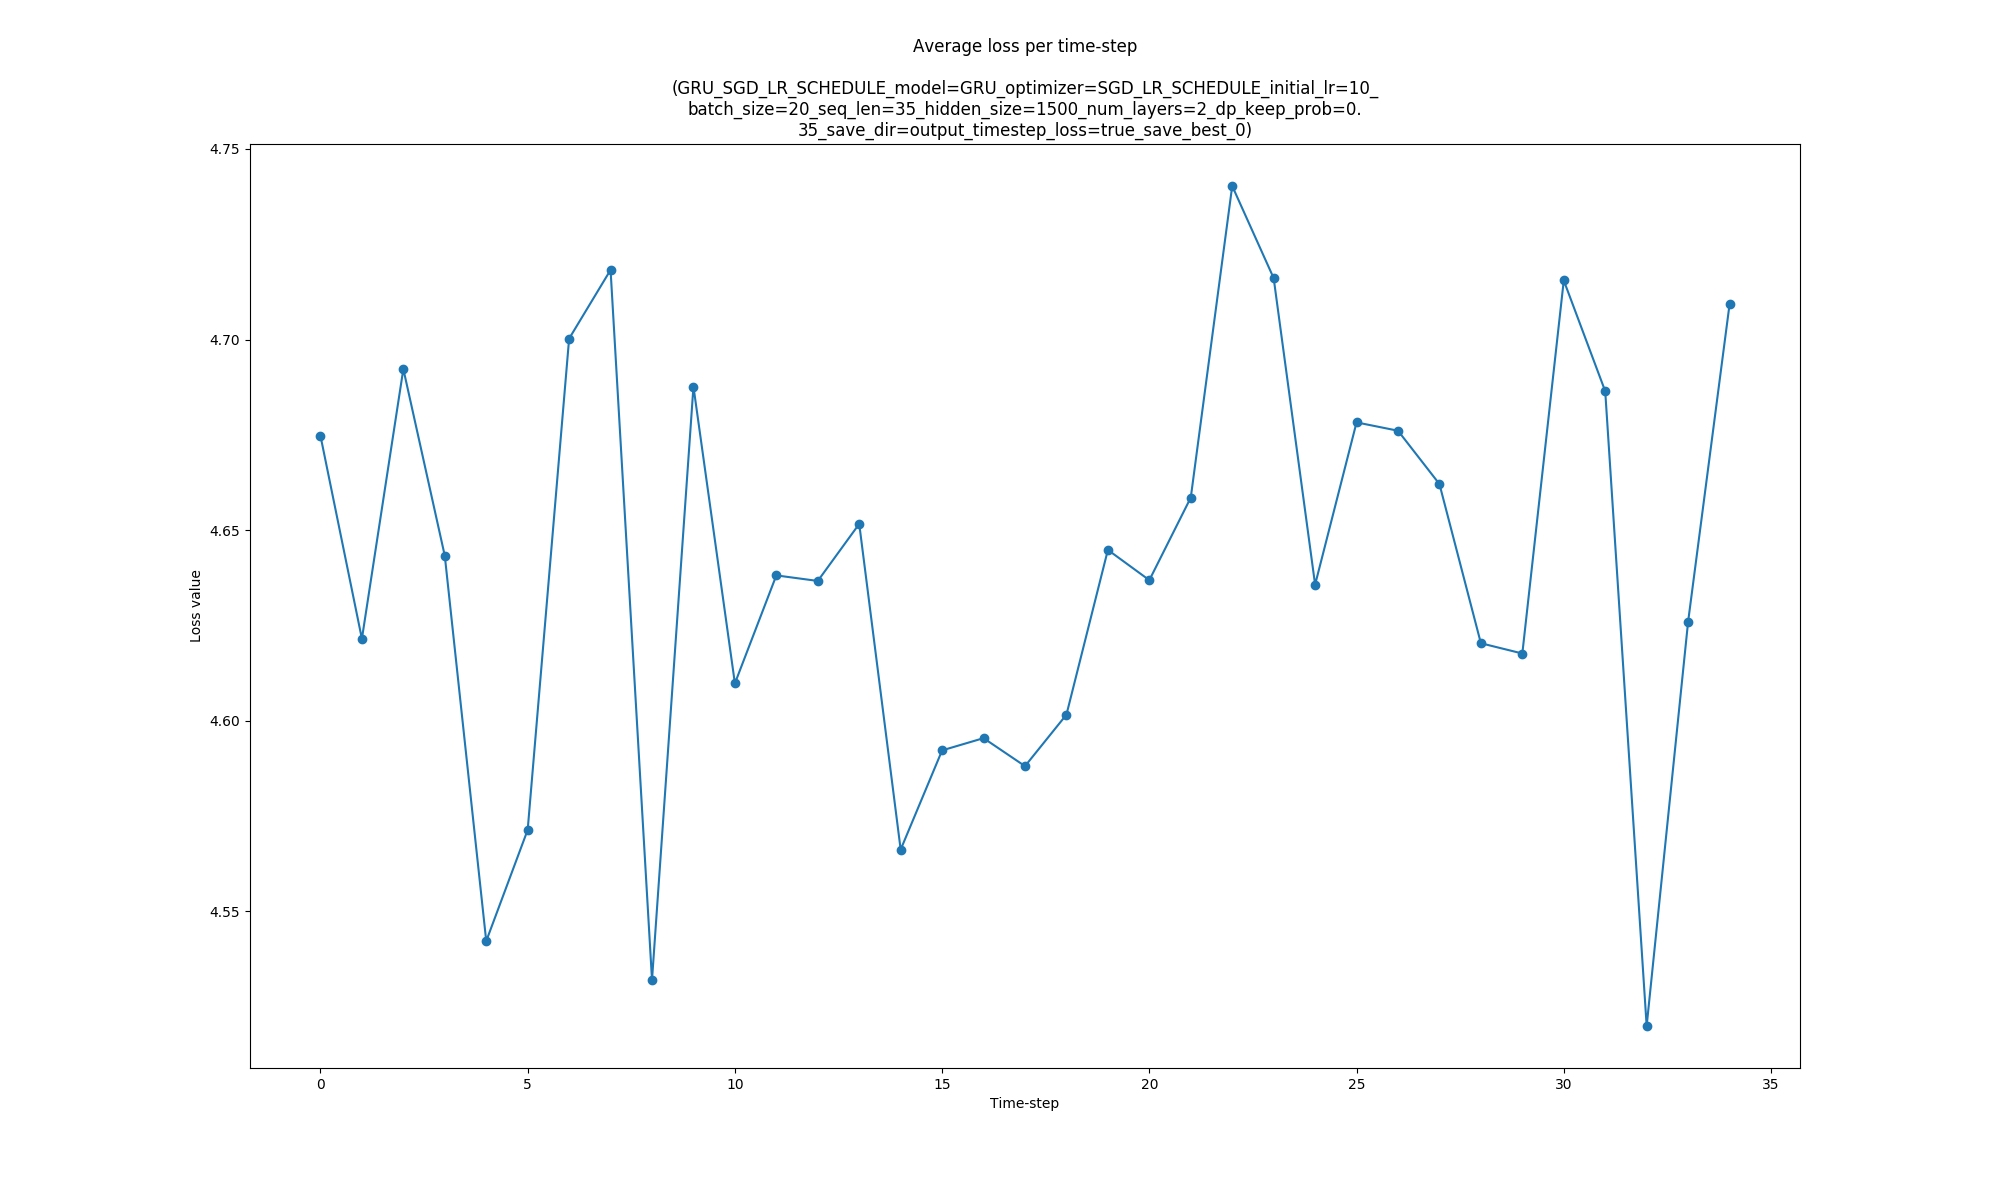 Average loss per time-step
(GRU_SGD_LR_SCHEDULE_model=GRU_optimizer=SGD_LR_SCHEDULE_initial_lr=10_
batch_size=20_seq_len=35_hidden_size=1500_num_layers=2_dp_keep_prob=0.
35_save_dir=output_timestep_loss=true_save_best_0)
4.75
4.70
4.65
4.60
4.55
Loss value
0 5 10 15 20 25 30 35
Time-step